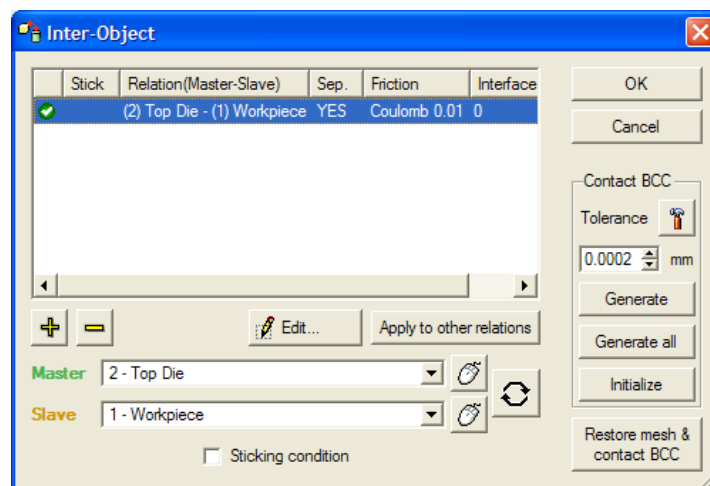 Inter-Object
Stick Relation(Master-Slave) Sep. Friction Interface
(2) Top Die - (1) Workpiece YES Coulomb 0.01 0
OK
Cancel
Contact BCC
Tolerance
0.0002 mm
Generate
Generate all
Initialize
Restore mesh &
contact BCC
Edit...
Apply to other relations
Master 2 - Top Die
Slave 1 - Workpiece
Sticking condition